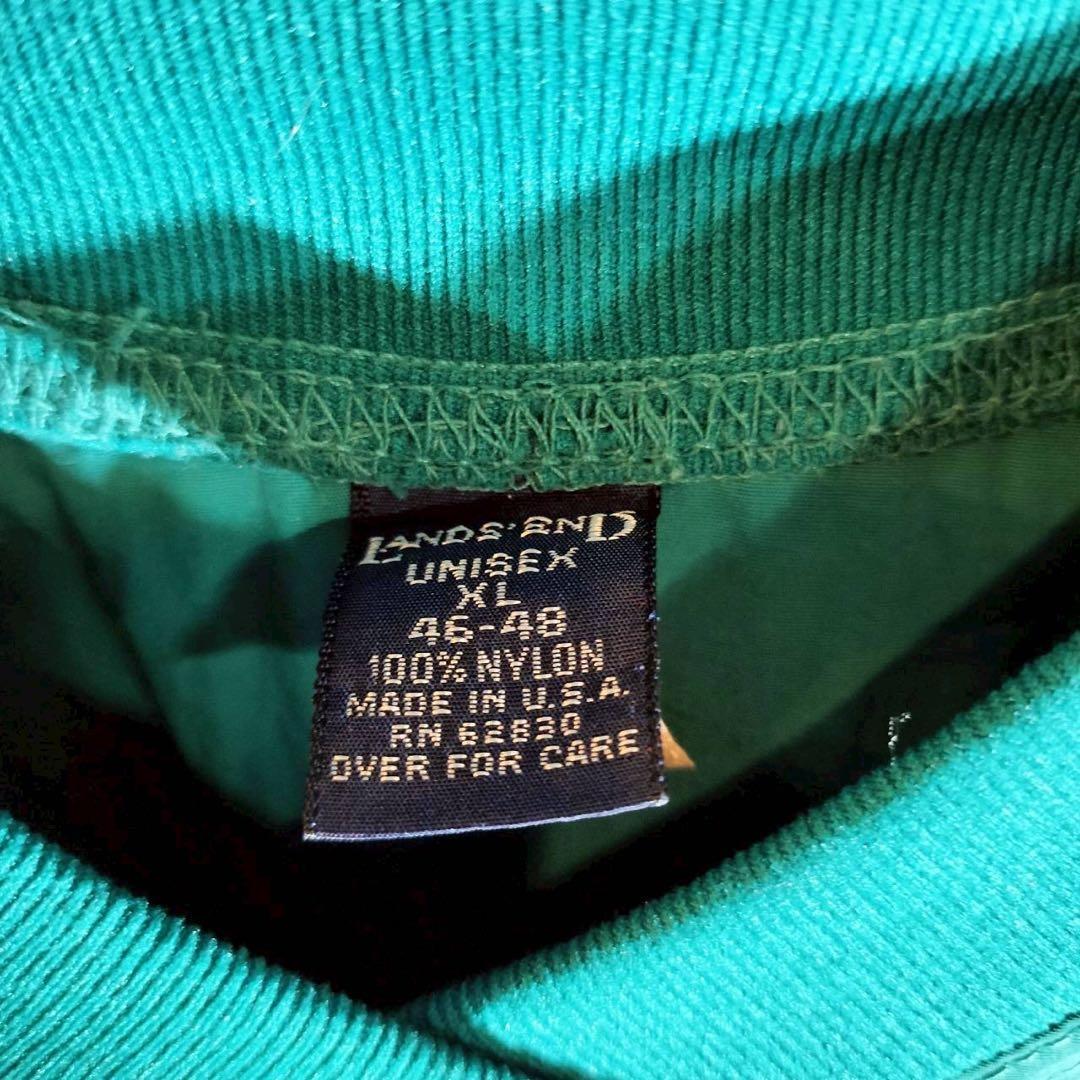 LANDS' END
UNISEX
XL
46-48
100% NYLON
MADE IN U.S.A.
RN 62830
OVER FOR CARE